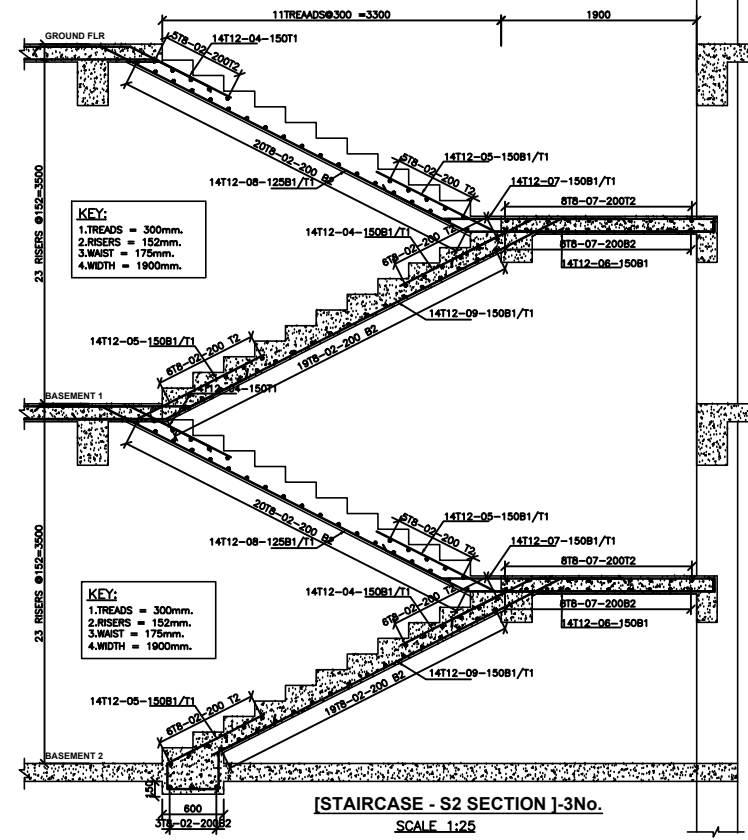 11TREAADS@300 =3300
1900
GROUND FLR
5T8-02-200T2
14T12-04-150T1
20T8-02-200 B2
14T12-08-125B1/T1
5T8-02-200 T2
14T12-05-150B1/T1
14T12-07-150B1/T1
8T8-07-200T2
23 RISERS @152=3500
KEY:
1.TREADS = 300mm.
2.RISERS = 152mm.
3.WAIST = 175mm.
4.WIDTH = 1900mm.
14T12-04-150B1/T1
6T8-02-200 T2
8T8-07-200B2
14T12-06-150B1
14T12-09-150B1/T1
14T12-05-150B1/T1
6T8-02-200 T2
19T8-02-200 B2
14T12-04-150T1
BASEMENT 1
20T8-02-200 B2
14T12-08-125B1/T1
5T8-02-200 T2
14T12-05-150B1/T1
14T12-07-150B1/T1
8T8-07-200T2
23 RISERS @152=3500
KEY:
1.TREADS = 300mm.
2.RISERS = 152mm.
3.WAIST = 175mm.
4.WIDTH = 1900mm.
14T12-04-150B1/T1
6T8-02-200 T2
8T8-07-200B2
14T12-06-150B1
14T12-09-150B1/T1
14T12-05-150B1/T1
6T8-02-200 T2
19T8-02-200 B2
BASEMENT 2
150
600
3T8-02-200B2
[STAIRCASE - S2 SECTION ]-3No.
SCALE 1:25